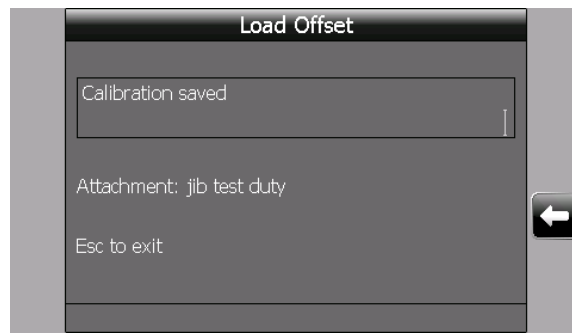 Load Offset
Calibration saved
Attachment: jib test duty
Esc to exit